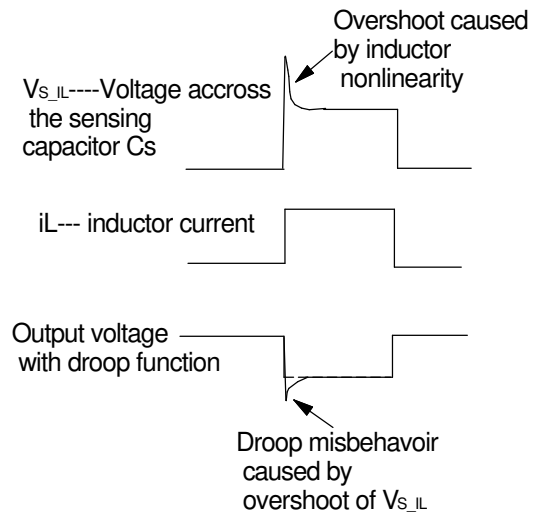 Overshoot caused
by inductor
nonlinearity
VS_IL----Voltage accross
the sensing
capacitor Cs
iL--- inductor current
Output voltage
with droop function
Droop misbehavoir
caused by
overshoot of VS_IL